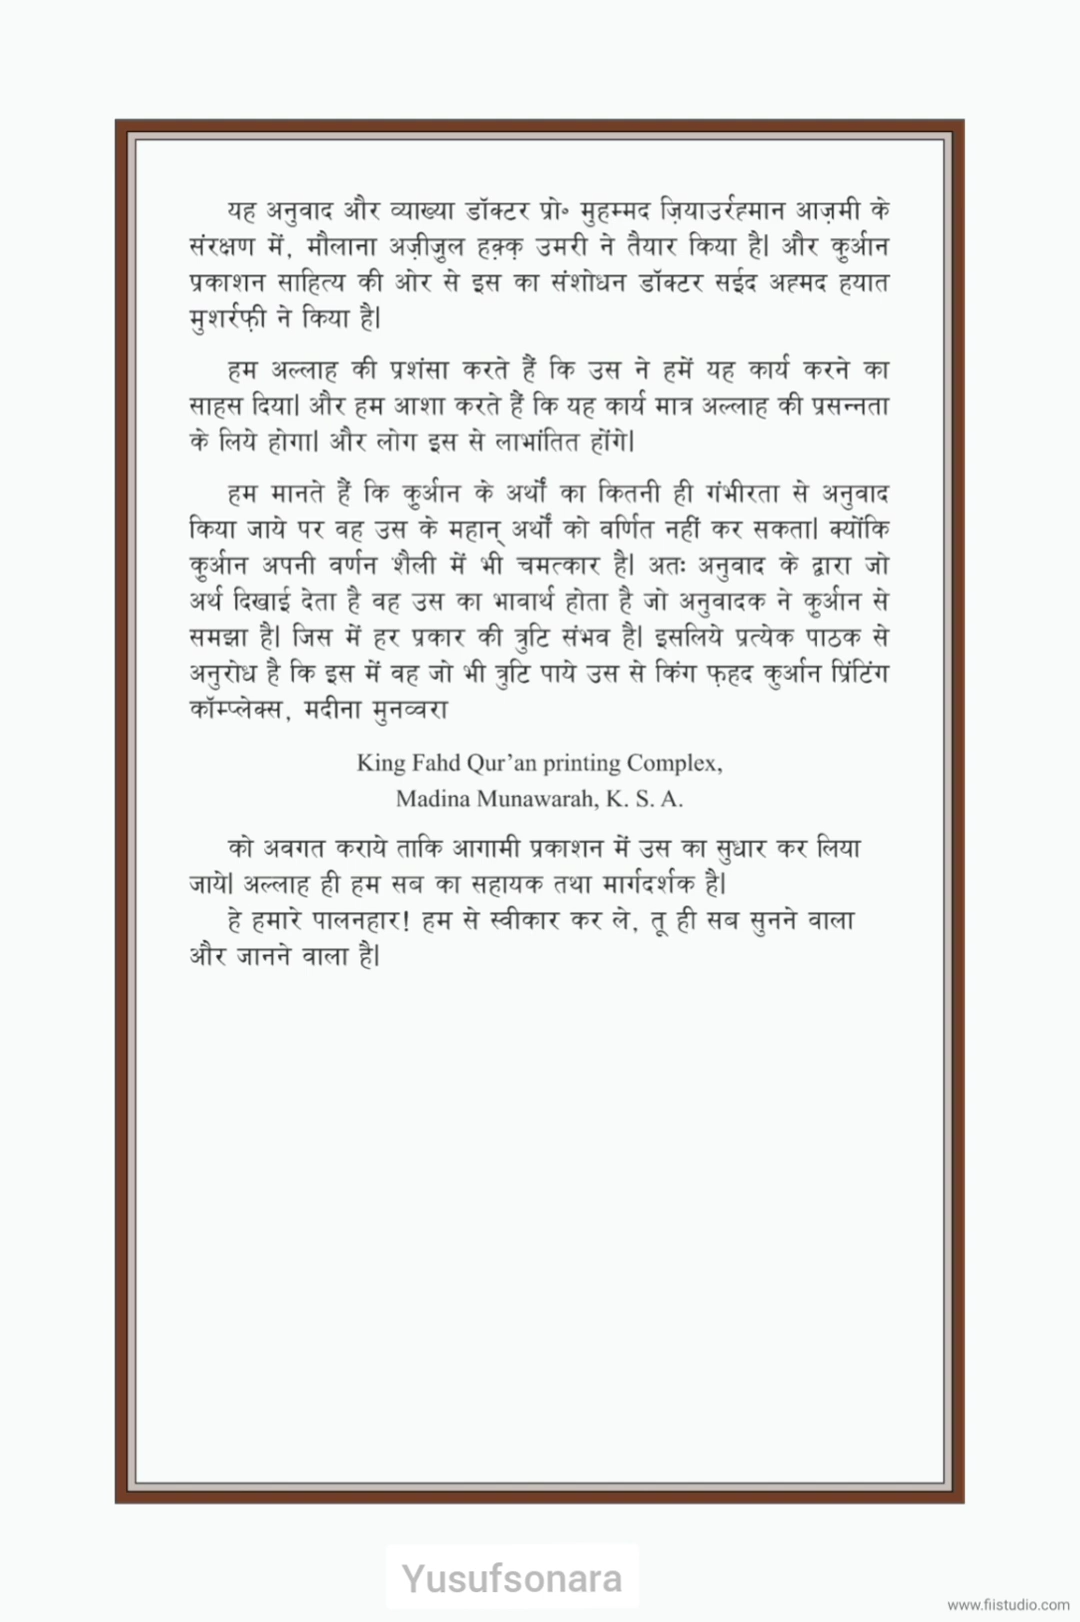 यह अनुवाद और व्याख्या डॉक्टर प्रो॰ मुहम्मद ज़ियाउर्रह्मान आज़मी के
संरक्षण में, मौलाना अज़ीज़ुल हक़्क़ उमरी ने तैयार किया है। और कुर्आन
प्रकाशन साहित्य की ओर से इस का संशोधन डॉक्टर सईद अह्मद हयात
मुशर्रफ़ी ने किया है।
हम अल्लाह की प्रशंसा करते हैं कि उस ने हमें यह कार्य करने का
साहस दिया। और हम आशा करते हैं कि यह कार्य मात्र अल्लाह की प्रसन्नता
के लिये होगा। और लोग इस से लाभांतित होंगे।
हम मानते हैं कि कुर्आन के अर्थों का कितनी ही गंभीरता से अनुवाद
किया जाये पर वह उस के महान् अर्थों को वर्णित नहीं कर सकता। क्योंकि
कुर्आन अपनी वर्णन शैली में भी चमत्कार है। अतः अनुवाद के द्वारा जो
अर्थ दिखाई देता है वह उस का भावार्थ होता है जो अनुवादक ने कुर्आन से
समझा है। जिस में हर प्रकार की त्रुटि संभव है। इसलिये प्रत्येक पाठक से
अनुरोध है कि इस में वह जो भी त्रुटि पाये उस से किंग फ़हद कुर्आन प्रिंटिंग
कॉम्प्लेक्स, मदीना मुनव्वरा
King Fahd Qur’an printing Complex,
Madina Munawarah, K. S. A.
को अवगत कराये ताकि आगामी प्रकाशन में उस का सुधार कर लिया
जाये। अल्लाह ही हम सब का सहायक तथा मार्गदर्शक है।
हे हमारे पालनहार! हम से स्वीकार कर ले, तू ही सब सुनने वाला
और जानने वाला है।
Yusufsonara
www.fiistudio.com